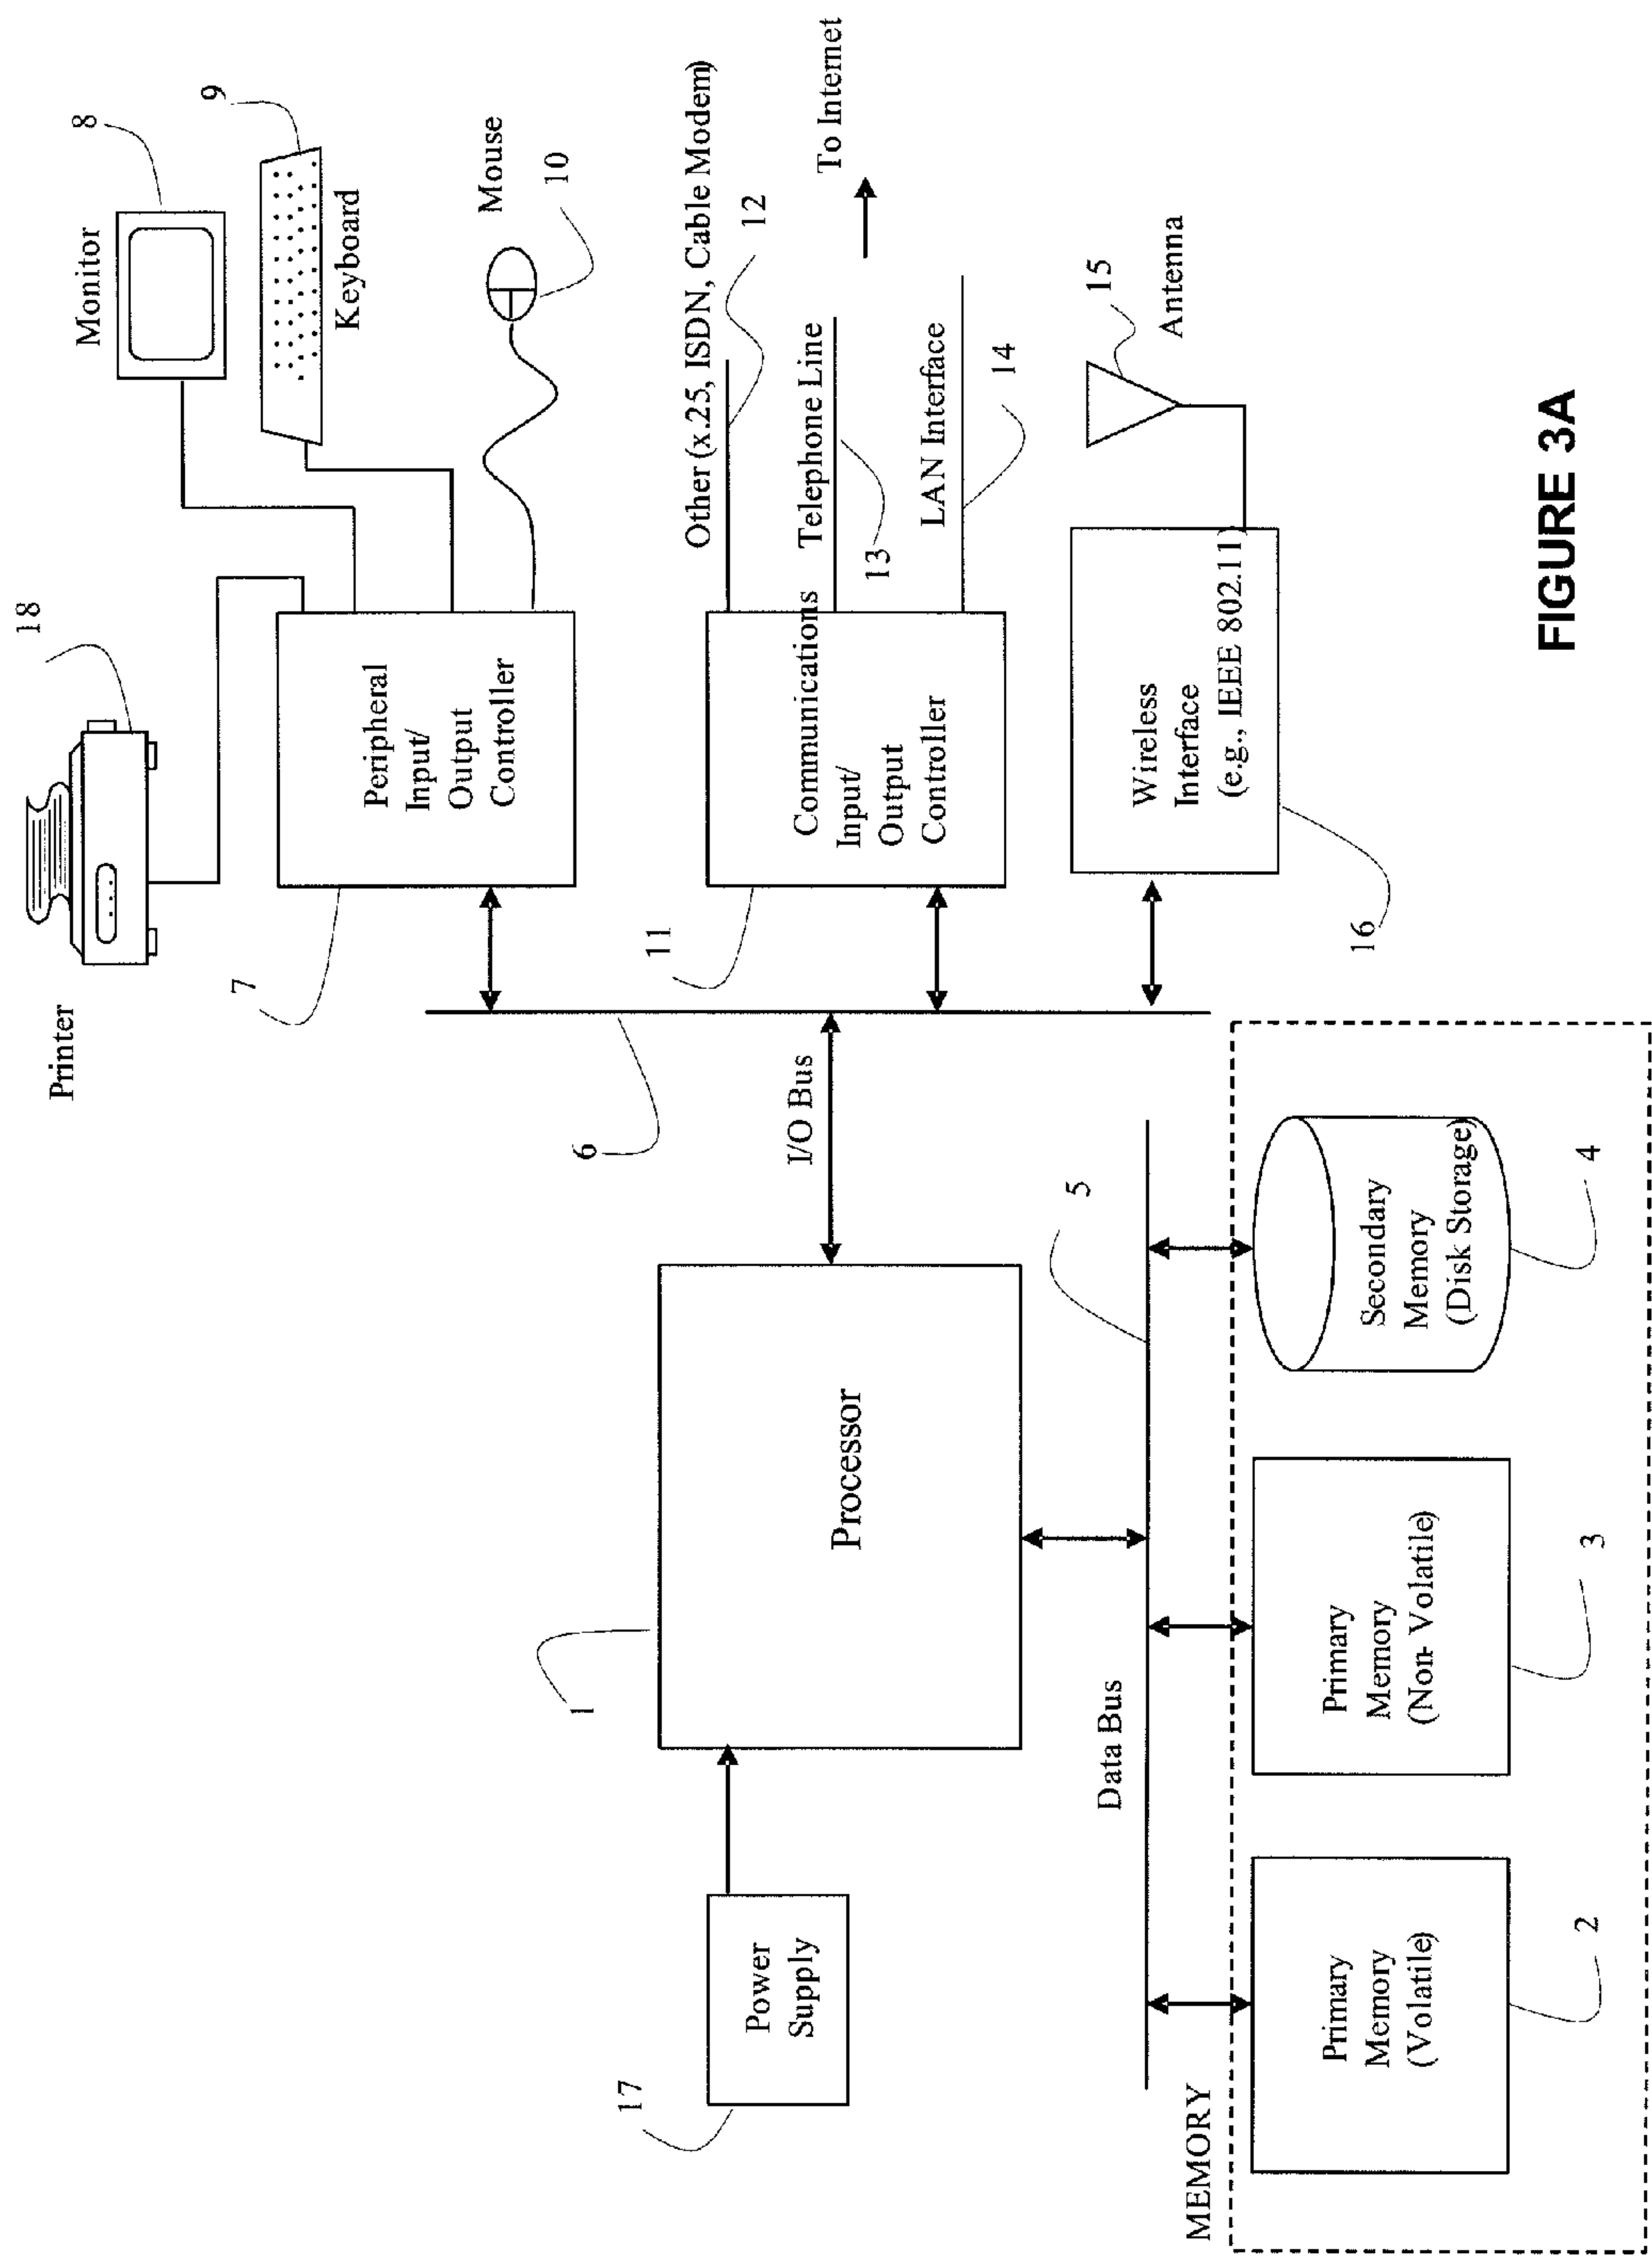 Printer
18
Monitor
8
9
Keyboard
7
Peripheral
Input/
Output
Controller
Mouse
10
6
I/O Bus
11
Communications
Input/
Output
Controller
Other (x.25, ISDN, Cable Modem)
12
Telephone Line
13
To Internet
LAN Interface
14
17
Power
Supply
1
Processor
5
Data Bus
Wireless
Interface
(e.g., IEEE 802.11)
16
15
Antenna
MEMORY
Primary
Memory
(Volatile)
2
Primary
Memory
(Non- Volatile)
3
Secondary
Memory
(Disk Storage)
4
FIGURE 3A